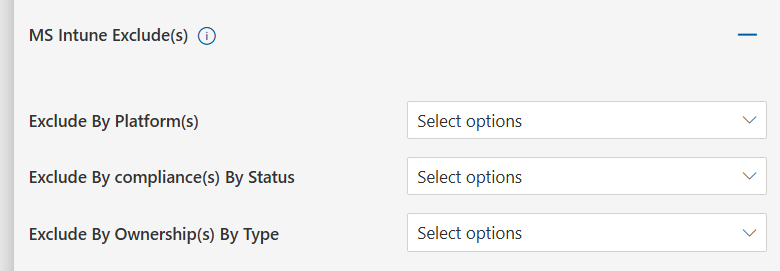 MS Intune Exclude(s)
Exclude By Platform(s) Select options
Exclude By compliance(s) By Status Select options
Exclude By Ownership(s) By Type Select options